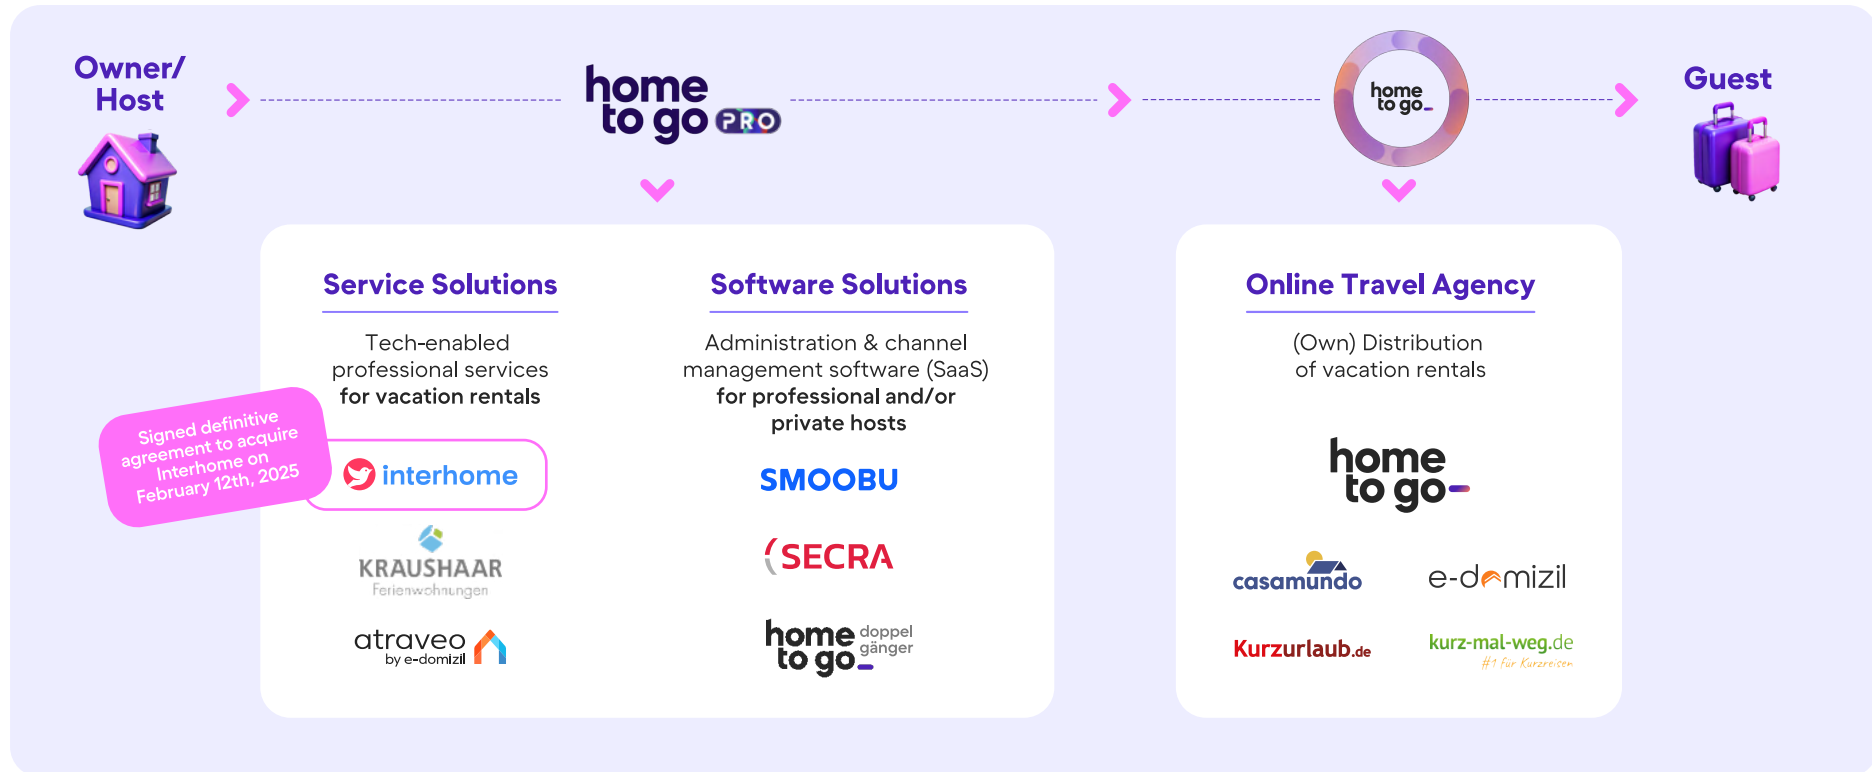 Owner/
Host
home
to go PRO
home
to go
Guest
Service Solutions
Tech-enabled
professional services
for vacation rentals
Signed definitive
agreement to acquire
Interhome on
February 12th, 2025
interhome
KRAUSHAAR
Ferienwohnungen
atraveo
by e-domizil
Software Solutions
Administration & channel
management software (SaaS)
for professional and/or
private hosts
SMOOBU
SECRA
home
to go_
doppel
gänger
Online Travel Agency
(Own) Distribution
of vacation rentals
home
to go
casamundo
e-domizil
Kurzurlaub.de
kurz-mal-weg.de
#1 für Kurzreisen